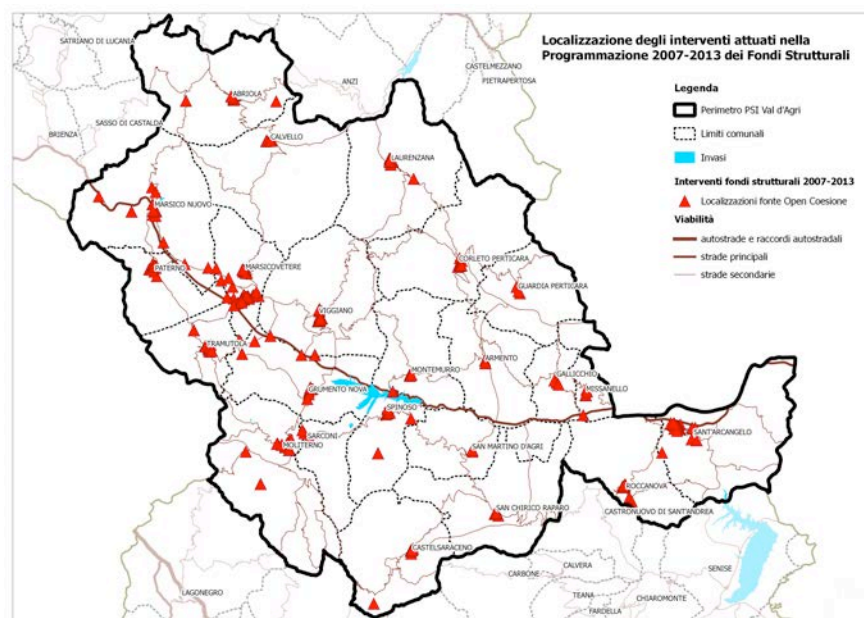 Localizzazione degli interventi attuati nella
Programmazione 2007-2013 dei Fondi Strutturali
Legenda
Perimetro PSI Val d'Agri
Limiti comunali
Invasi
Interventi fondi strutturali 2007-2013
Localizzazioni fonte Open Coesione
Viabilità
autostrade e raccordi autostradali
strade principali
strade secondarie
SATRIANO DI LUCANIA
CASTELMEZZANO
PIETRAPERTOSA
ANZI
ABRIOLA
SASSO DI CASTALDA
BRIENZA
CALVELLO
LAURENZANA
MARSICO NUOVO
CORLETO PERTICARA
PATERNO
MARSICOVETERE
GUARDIA PERTICARA
VIGGIANO
TRAMUTOLA
ARMENTO
MONTEMURRO
GALLICCHIO
MISSANELLO
GRUMENTO NOVA
SPINOSO
SANT'ARCANGELO
SARCONI
MOLITERNO
SAN MARTINO D'AGRI
ROCCANOVA
CASTRONUOVO DI SANT'ANDREA
SAN CHIRICO RAPARO
CASTELSARACENO
CALVERA
SENISE
CARBONE
LAGONEGRO
TEANA
CHIAROMONTE
FARDELLA